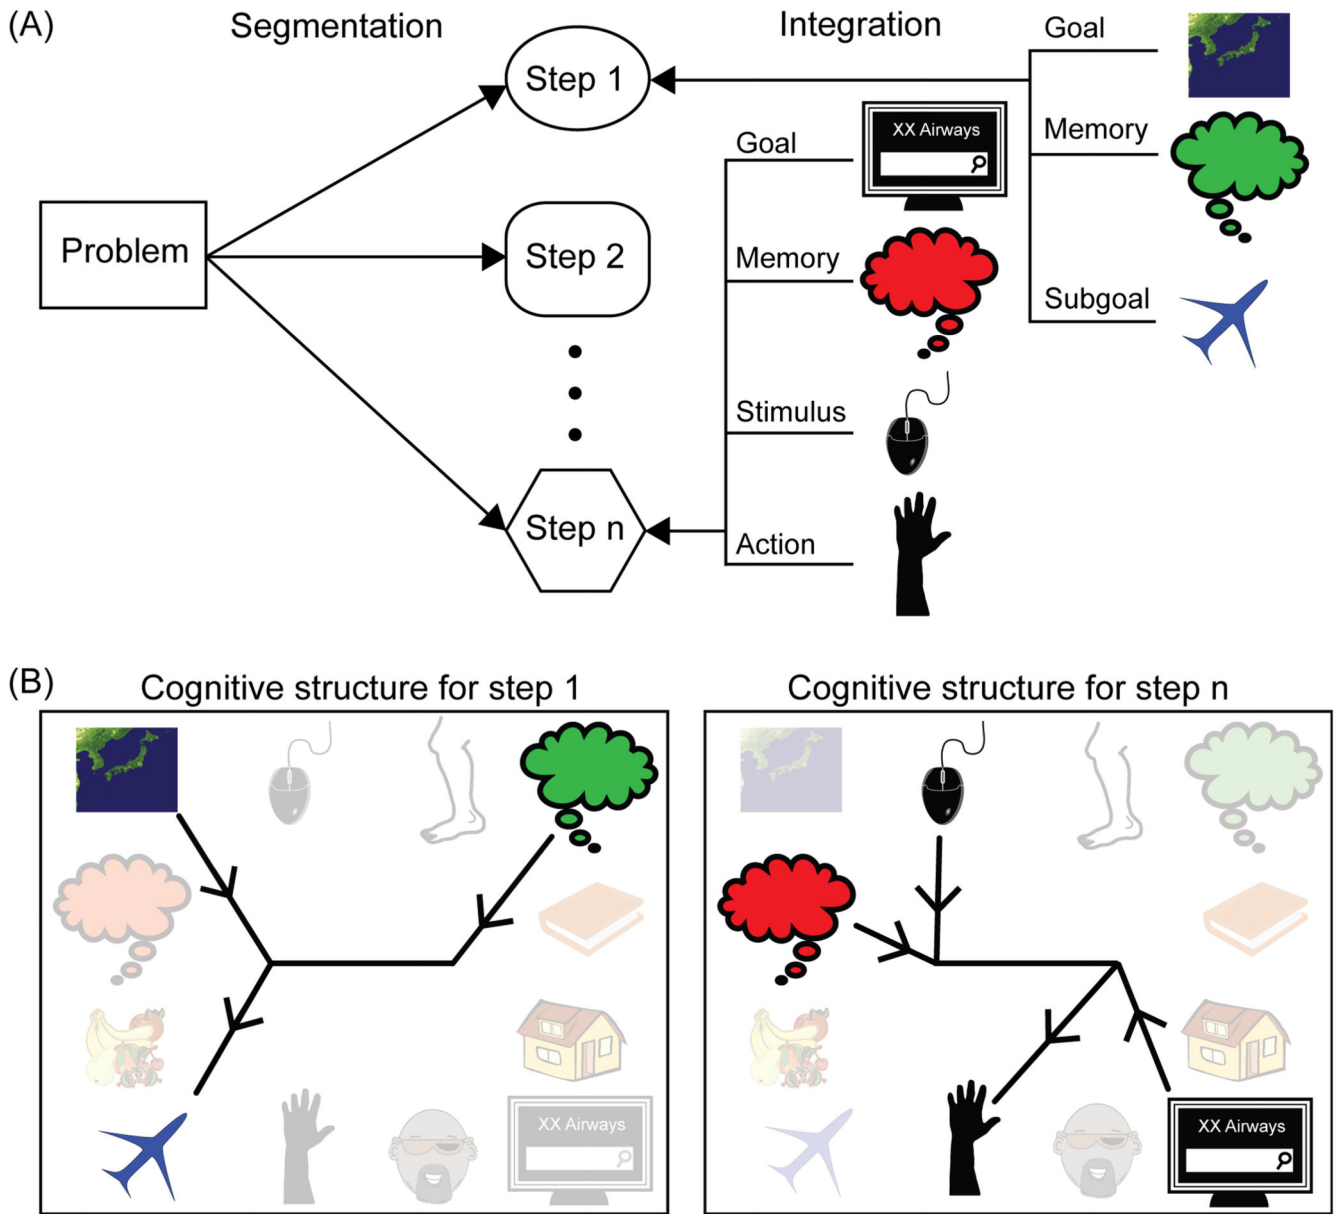 (A)
Segmentation
Integration
Goal
Step 1
Memory
XX Airways
Goal
Problem
Step 2
Memory
Subgoal
Stimulus
Step n
Action
(B)
Cognitive structure for step 1
Cognitive structure for step n
XX Airways
XX Airways